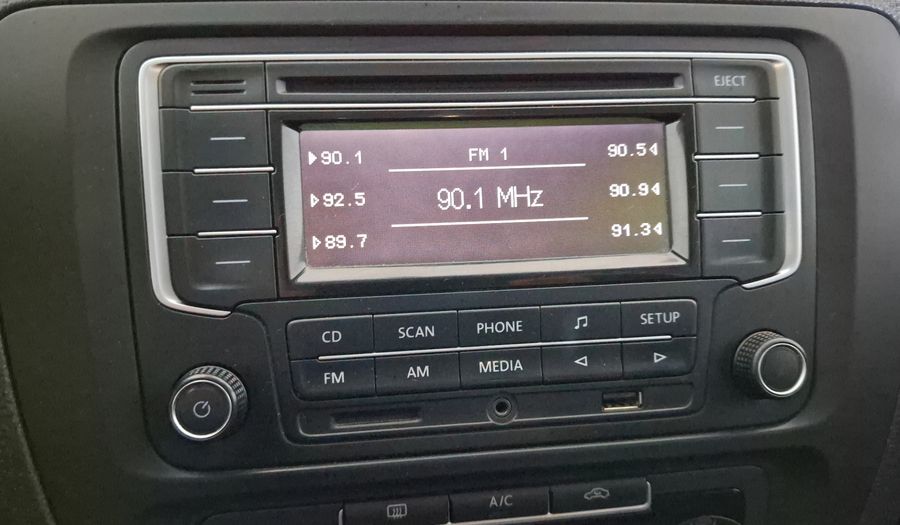 EJECT
90.1 FM 1 90.5
92.5 90.1 MHz 90.9
89.7 91.3
CD SCAN PHONE SETUP
FM AM MEDIA
A/C